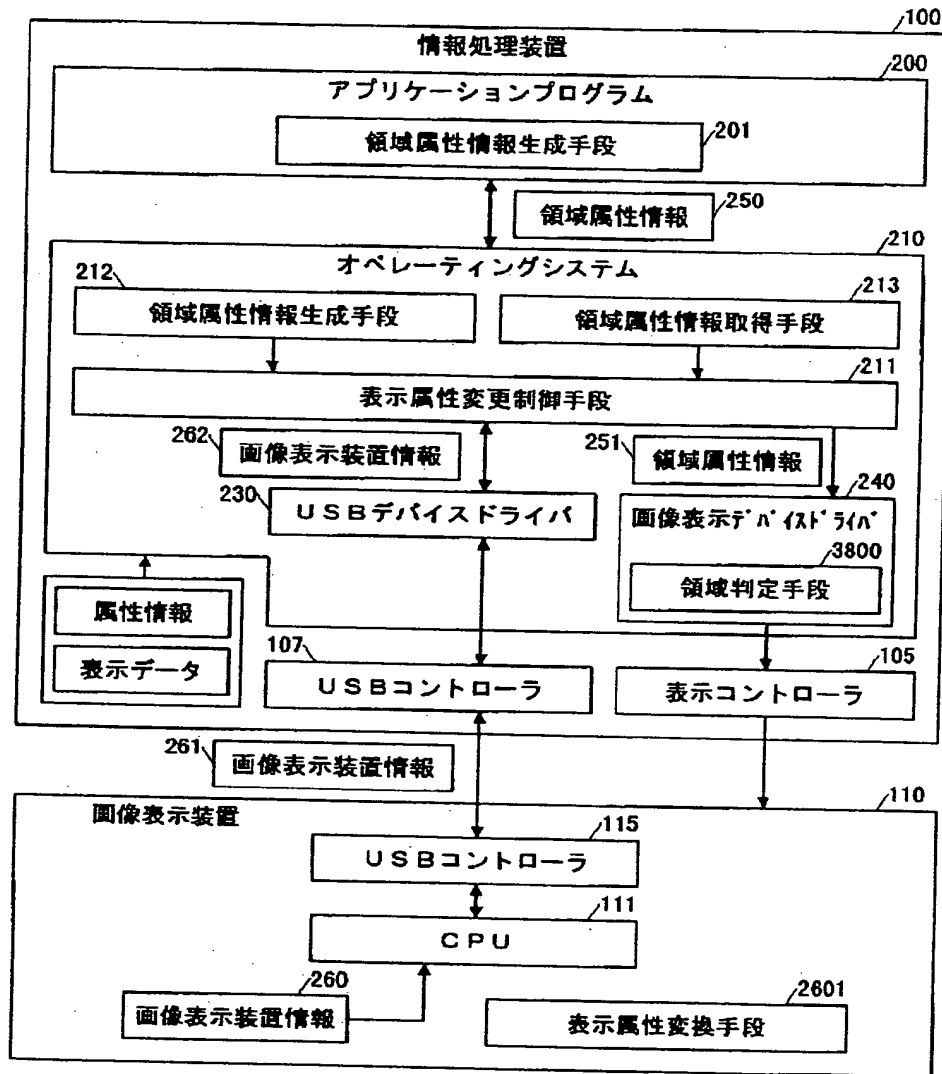 100
情報処理装置
200
アプリケーションプログラム
201
領域属性情報生成手段
領域属性情報
250
210
オペレーティングシステム
212
213
領域属性情報生成手段
領域属性情報取得手段
211
表示属性変更制御手段
262
画像表示装置情報
251
領域属性情報
240
230
USBデバイスドライバ
画像表示デバイスドライバ
3800
領域判定手段
属性情報
表示データ
107
USBコントローラ
105
表示コントローラ
261
画像表示装置情報
110
画像表示装置
115
USBコントローラ
111
CPU
260
画像表示装置情報
2601
表示属性変換手段